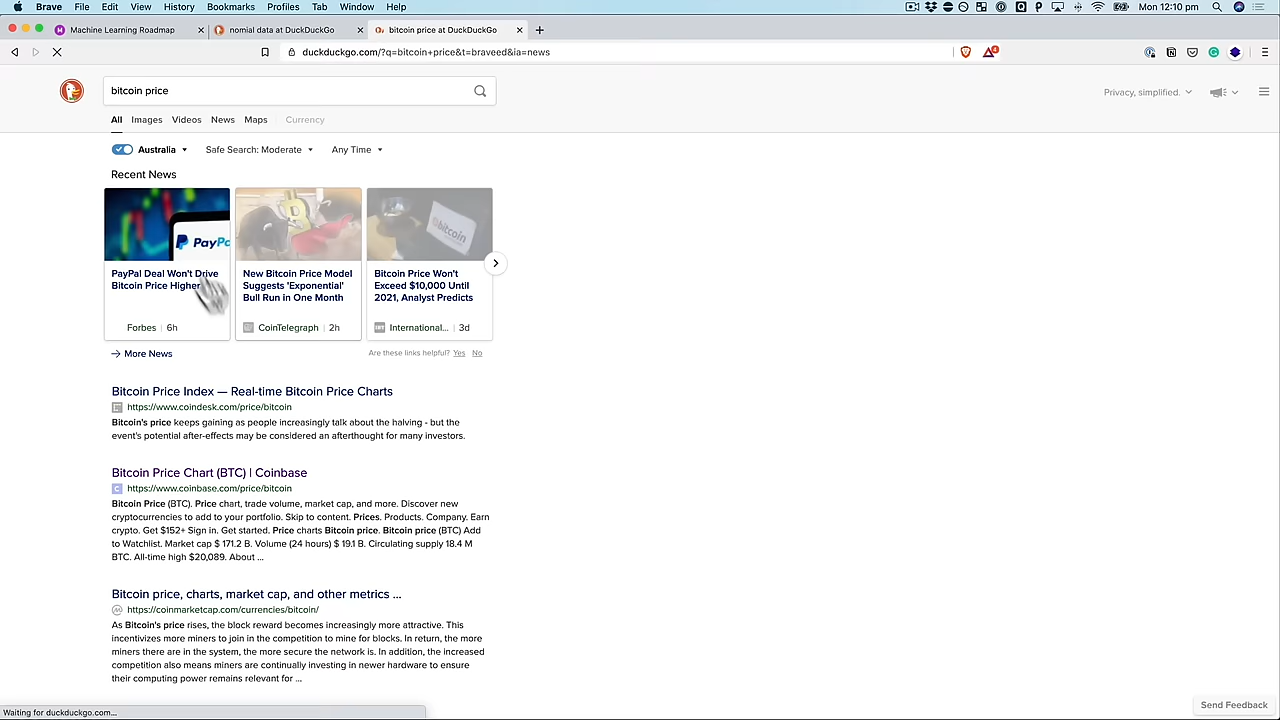 Brave File Edit View History Bookmarks Profiles Tab Window Help
Mon 12:10 pm
Machine Learning Roadmap
nomial data at DuckDuckGo
bitcoin price at DuckDuckGo
duckduckgo.com/?q=bitcoin+price&t=braveed&ia=news
bitcoin price
Privacy, simplified.
All Images Videos News Maps Currency
Australia Safe Search: Moderate Any Time
Recent News
PayPa
bitcoin
PayPal Deal Won't Drive
Bitcoin Price Higher
Forbes 6h
New Bitcoin Price Model
Suggests 'Exponential'
Bull Run in One Month
CoinTelegraph 2h
Bitcoin Price Won't
Exceed $10,000 Until
2021, Analyst Predicts
International... 3d
More News
Are these links helpful? Yes No
Bitcoin Price Index — Real-time Bitcoin Price Charts
https://www.coindesk.com/price/bitcoin
Bitcoin's price keeps gaining as people increasingly talk about the halving - but the
event's potential after-effects may be considered an afterthought for many investors.
Bitcoin Price Chart (BTC) | Coinbase
https://www.coinbase.com/price/bitcoin
Bitcoin Price (BTC). Price chart, trade volume, market cap, and more. Discover new
cryptocurrencies to add to your portfolio. Skip to content. Prices. Products. Company. Earn
crypto. Get $152+ Sign in. Get started. Price charts Bitcoin price. Bitcoin price (BTC) Add
to Watchlist. Market cap $ 171.2 B. Volume (24 hours) $ 19.1 B. Circulating supply 18.4 M
BTC. All-time high $20,089. About ...
Bitcoin price, charts, market cap, and other metrics ...
https://coinmarketcap.com/currencies/bitcoin/
As Bitcoin's price rises, the block reward becomes increasingly more attractive. This
incentivizes more miners to join in the competition to mine for blocks. In return, the more
miners there are in the system, the more secure the network is. In addition, the increased
competition also means miners are continually investing in newer hardware to ensure
their computing power remains relevant for ...
Waiting for duckduckgo.com...
Send Feedback